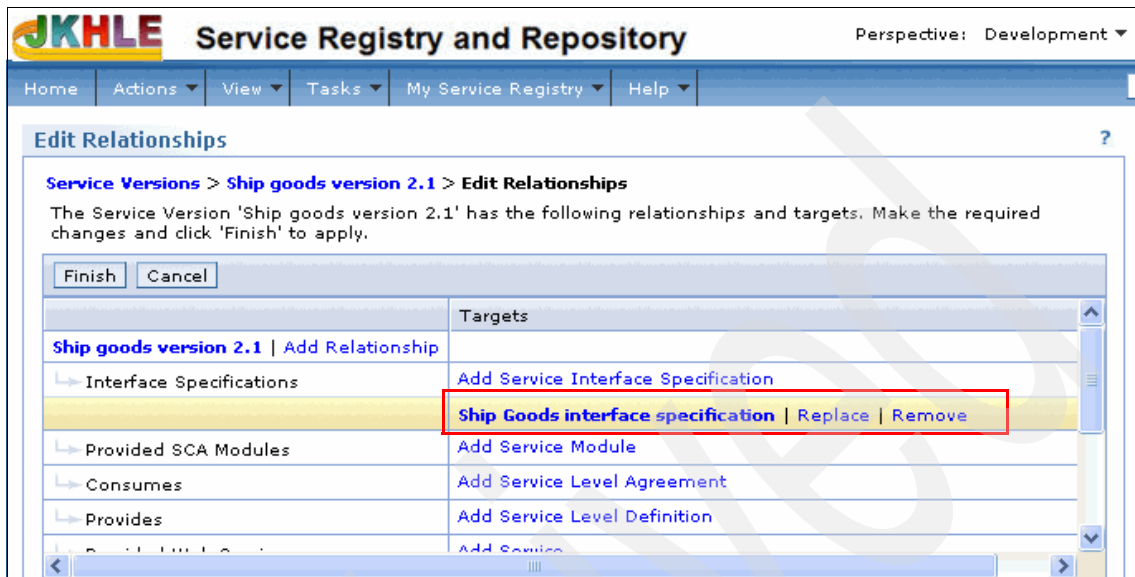 JKHLE Service Registry and Repository Perspective: Development
Home Actions View Tasks My Service Registry Help
Edit Relationships ?
Service Versions > Ship goods version 2.1 > Edit Relationships
The Service Version 'Ship goods version 2.1' has the following relationships and targets. Make the required
changes and click 'Finish' to apply.
Finish Cancel
Targets
Ship goods version 2.1 | Add Relationship
Interface Specifications Add Service Interface Specification
Ship Goods interface specification | Replace | Remove
Provided SCA Modules Add Service Module
Consumes Add Service Level Agreement
Provides Add Service Level Definition
Add Service